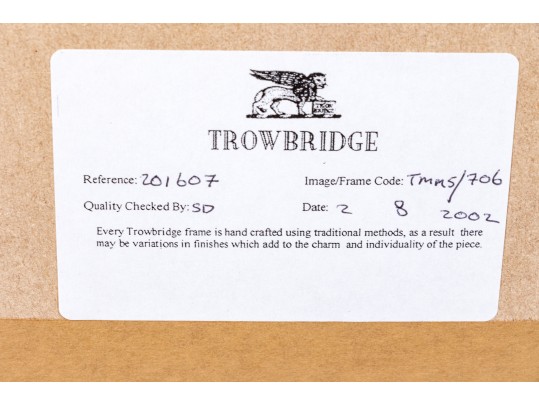 TROWBRIDGE
Reference: 201607 Image/Frame Code: TMMS/706
Quality Checked By: SD Date: 2 8 2002
Every Trowbridge frame is hand crafted using traditional methods, as a result there
may be variations in finishes which add to the charm and individuality of the piece.